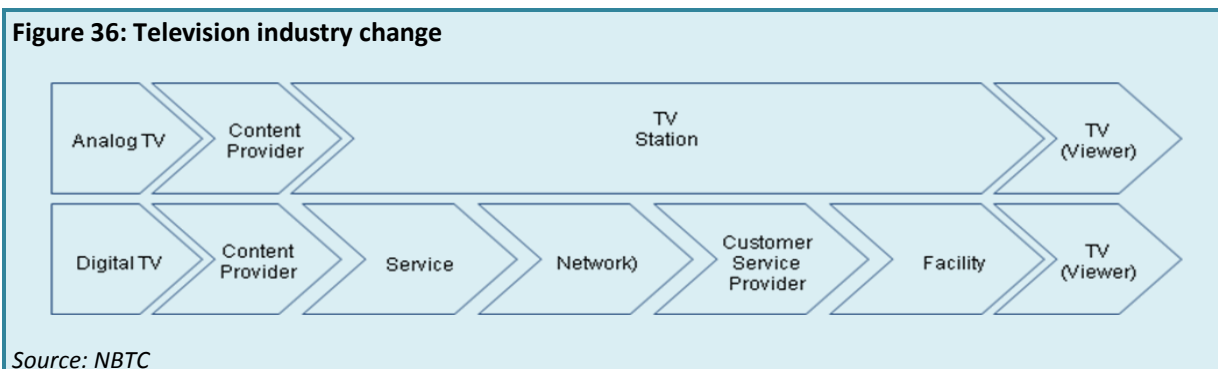 Figure 36: Television industry change
Analog TV
Content
Provider
TV
Station
TV
(Viewer)
Digital TV
Content
Provider
Service
Network)
Customer
Service
Provider
Facility
TV
(Viewer)
Source: NBTC